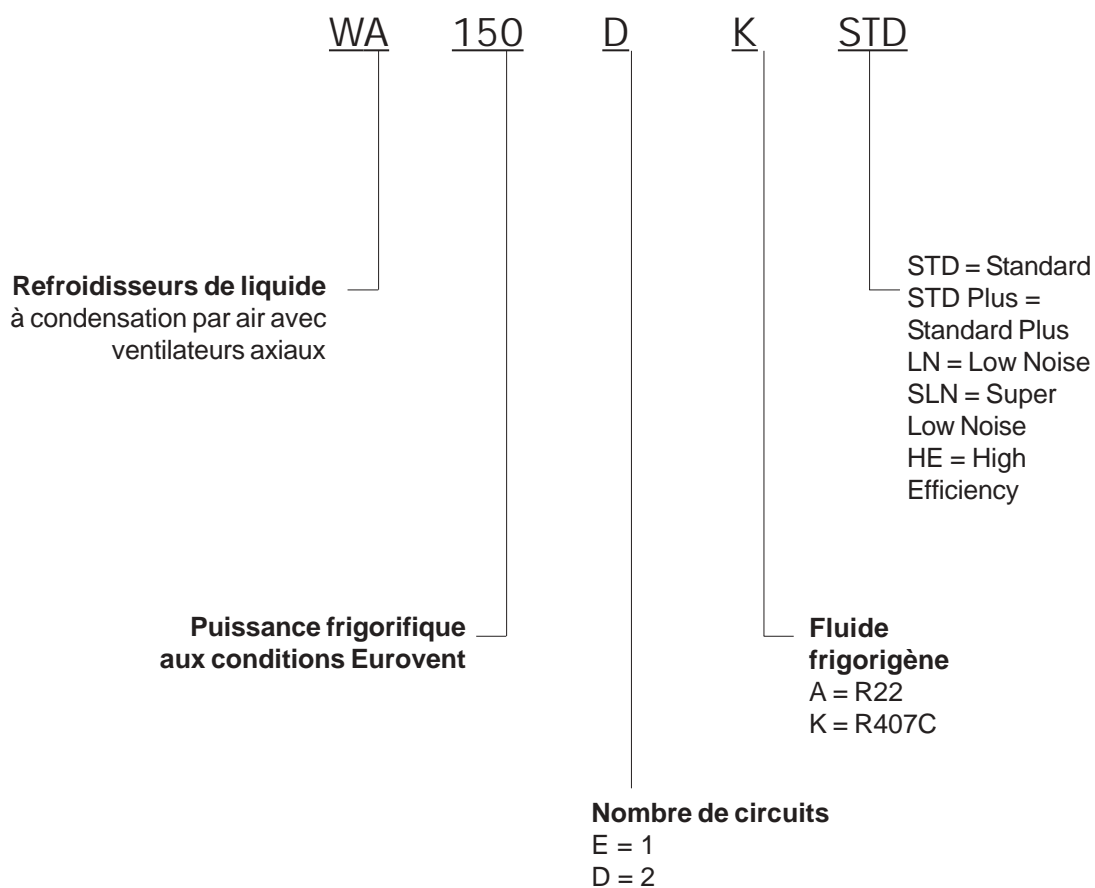 WA 150 D K STD
Refroidisseurs de liquide
à condensation par air avec
ventilateurs axiaux
STD = Standard
STD Plus =
Standard Plus
LN = Low Noise
SLN = Super
Low Noise
HE = High
Efficiency
Puissance frigorifique
aux conditions Eurovent
Fluide
frigorigène
A = R22
K = R407C
Nombre de circuits
E = 1
D = 2